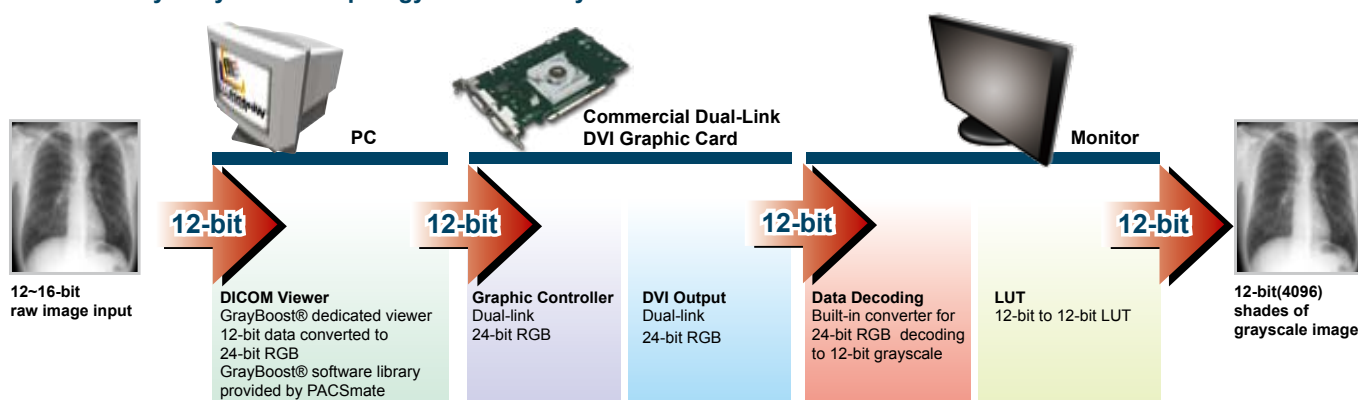 PC
Commercial Dual-Link
DVI Graphic Card
Monitor
12-bit
12-bit
12-bit
12-bit
12~16-bit
raw image input
DICOM Viewer
GrayBoost® dedicated viewer
12-bit data converted to
24-bit RGB
GrayBoost® software library
provided by PACSmate
Graphic Controller
Dual-link
24-bit RGB
DVI Output
Dual-link
24-bit RGB
Data Decoding
Built-in converter for
24-bit RGB decoding
to 12-bit grayscale
LUT
12-bit to 12-bit LUT
12-bit(4096)
shades of
grayscale image